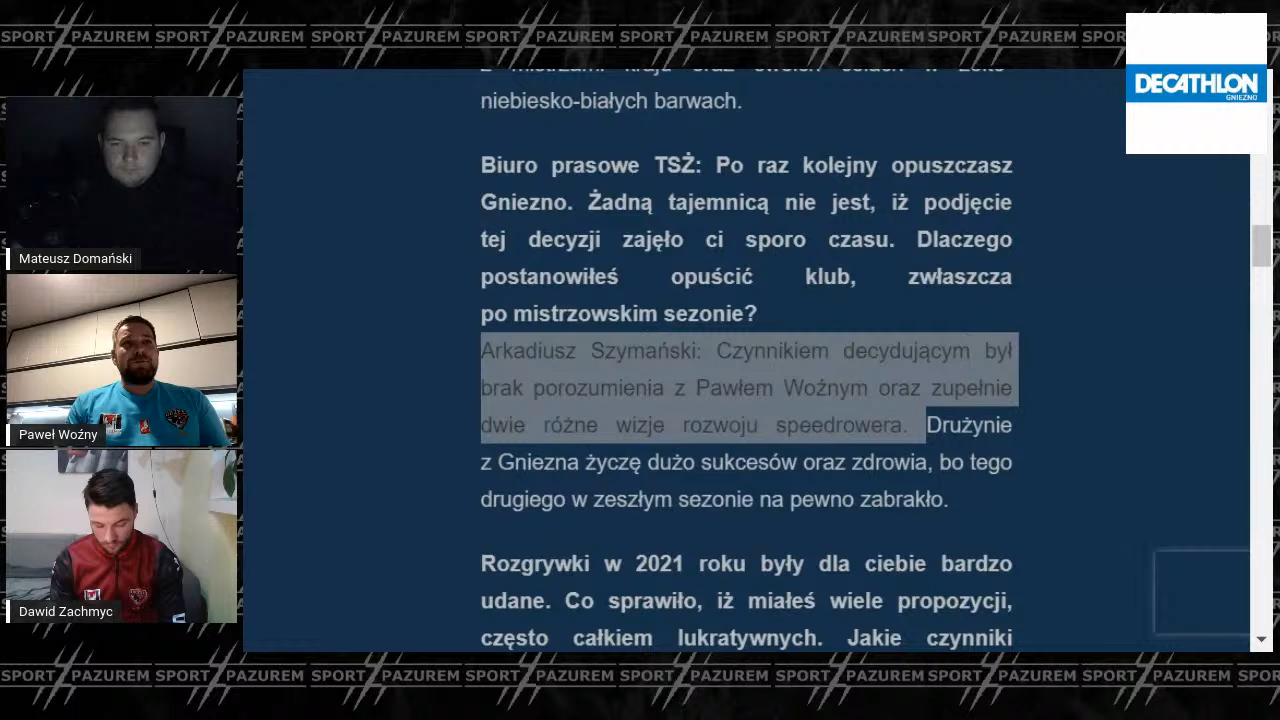 SPORT PAZUREM SPORT PAZUREM SPORT PAZUREM SPORT PAZUREM SPORT PAZUREM SPORT PAZUREM SPORT PAZUREM SPORT
DECATHLON
GNIEZNO
niebiesko-białych barwach.
Biuro prasowe TSŻ: Po raz kolejny opuszczasz
Gniezno. Żadną tajemnicą nie jest, iż podjęcie
tej decyzji zajęło ci sporo czasu. Dlaczego
postanowiłeś opuścić klub, zwłaszcza
po mistrzowskim sezonie?
Arkadiusz Szymański: Czynnikiem decydującym był
brak porozumienia z Pawłem Woźnym oraz zupełnie
dwie różne wizje rozwoju speedrowera. Drużynie
z Gniezna życzę dużo sukcesów oraz zdrowia, bo tego
drugiego w zeszłym sezonie na pewno zabrakło.
Rozgrywki w 2021 roku były dla ciebie bardzo
udane. Co sprawiło, iż miałeś wiele propozycji,
często całkiem lukratywnych. Jakie czynniki
Mateusz Domański
Paweł Woźny
Dawid Zachmyc
SPORT PAZUREM SPORT PAZUREM SPORT PAZUREM SPORT PAZUREM SPORT PAZUREM SPORT PAZUREM SPORT PAZUREM SPORT PAZUREM SPO